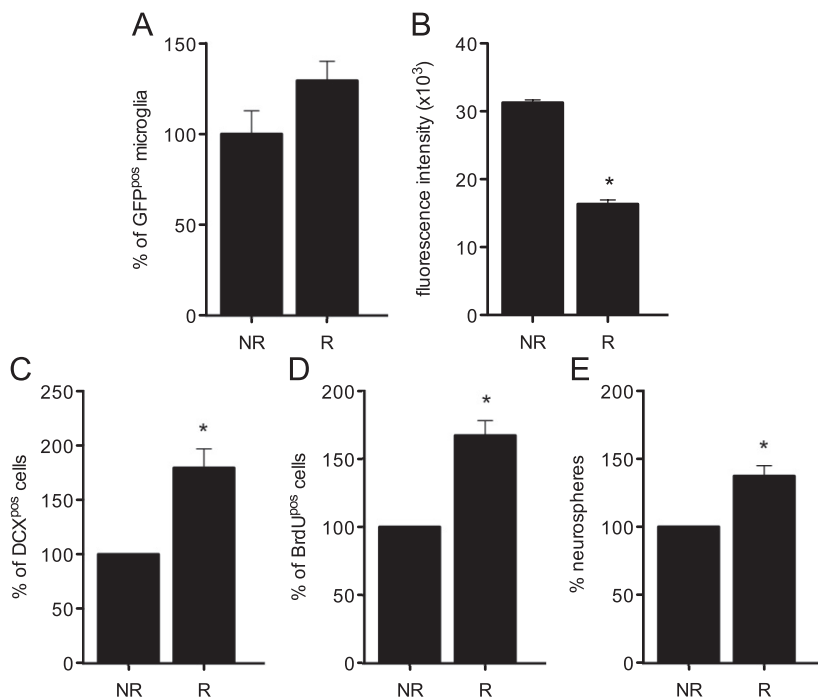 A
% of GFPpos microglia
150
100
50
0
NR R
B
fluorescence intensity (x103)
40
30
20
10
0
*
NR R
C
% of DCXpos cells
250
200
150
100
50
0
*
NR R
D
% of BrdUpos cells
200
150
100
50
0
*
NR R
E
% neurospheres
200
150
100
50
0
*
NR R